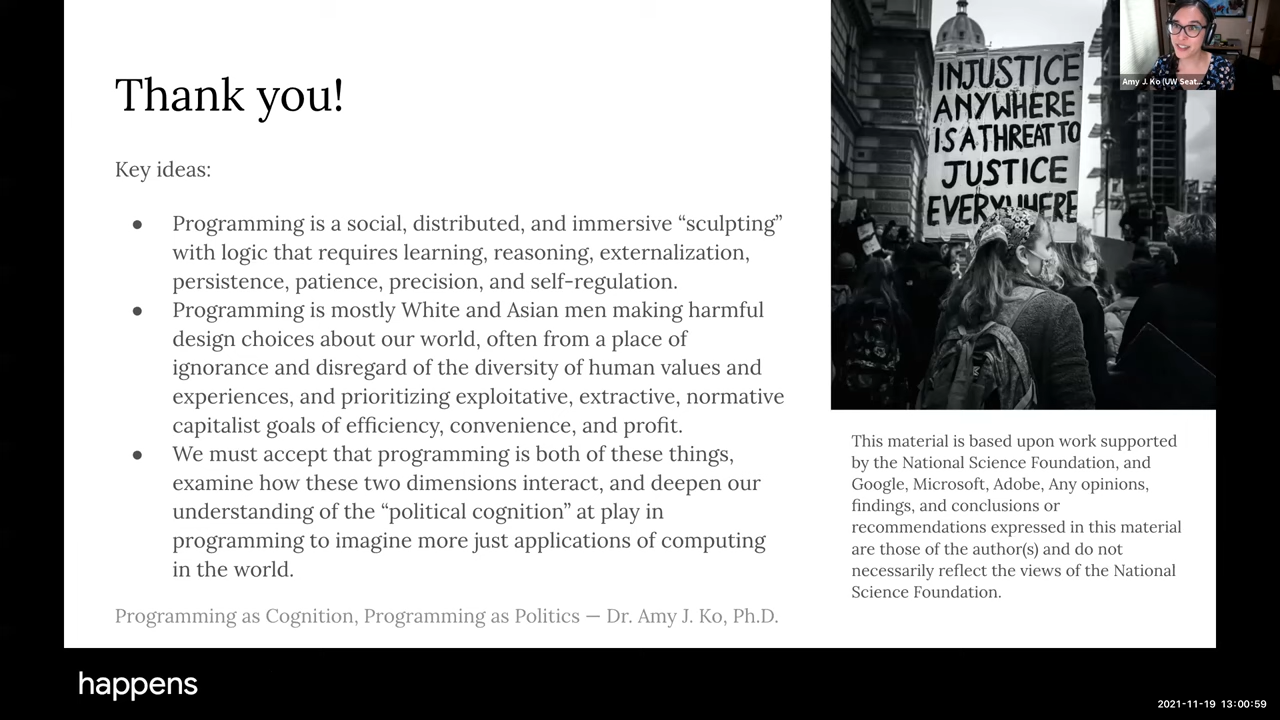 Thank you!
Key ideas:
● Programming is a social, distributed, and immersive “sculpting”
with logic that requires learning, reasoning, externalization,
persistence, patience, precision, and self-regulation.
● Programming is mostly White and Asian men making harmful
design choices about our world, often from a place of
ignorance and disregard of the diversity of human values and
experiences, and prioritizing exploitative, extractive, normative
capitalist goals of efficiency, convenience, and profit.
● We must accept that programming is both of these things,
examine how these two dimensions interact, and deepen our
understanding of the “political cognition” at play in
programming to imagine more just applications of computing
in the world.
Programming as Cognition, Programming as Politics — Dr. Amy J. Ko, Ph.D.
INJUSTICE
ANYWHERE
IS A THREAT TO
JUSTICE
EVERYWHERE
Amy J. Ko (UW Seat...
This material is based upon work supported
by the National Science Foundation, and
Google, Microsoft, Adobe, Any opinions,
findings, and conclusions or
recommendations expressed in this material
are those of the author(s) and do not
necessarily reflect the views of the National
Science Foundation.
happens
2021-11-19 13:00:59